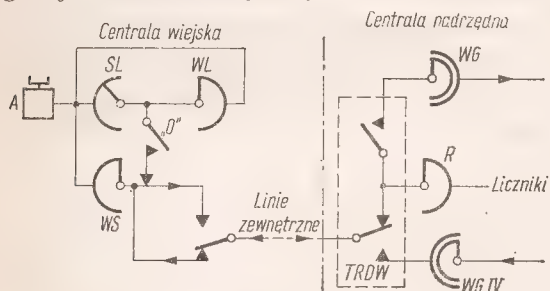 Centrala wiejska
Centrala nadrzędna
SL
WL
WG
A
„0”
R
Liczniki
WS
Linie
zewnętrzne
TRDW
WG IV